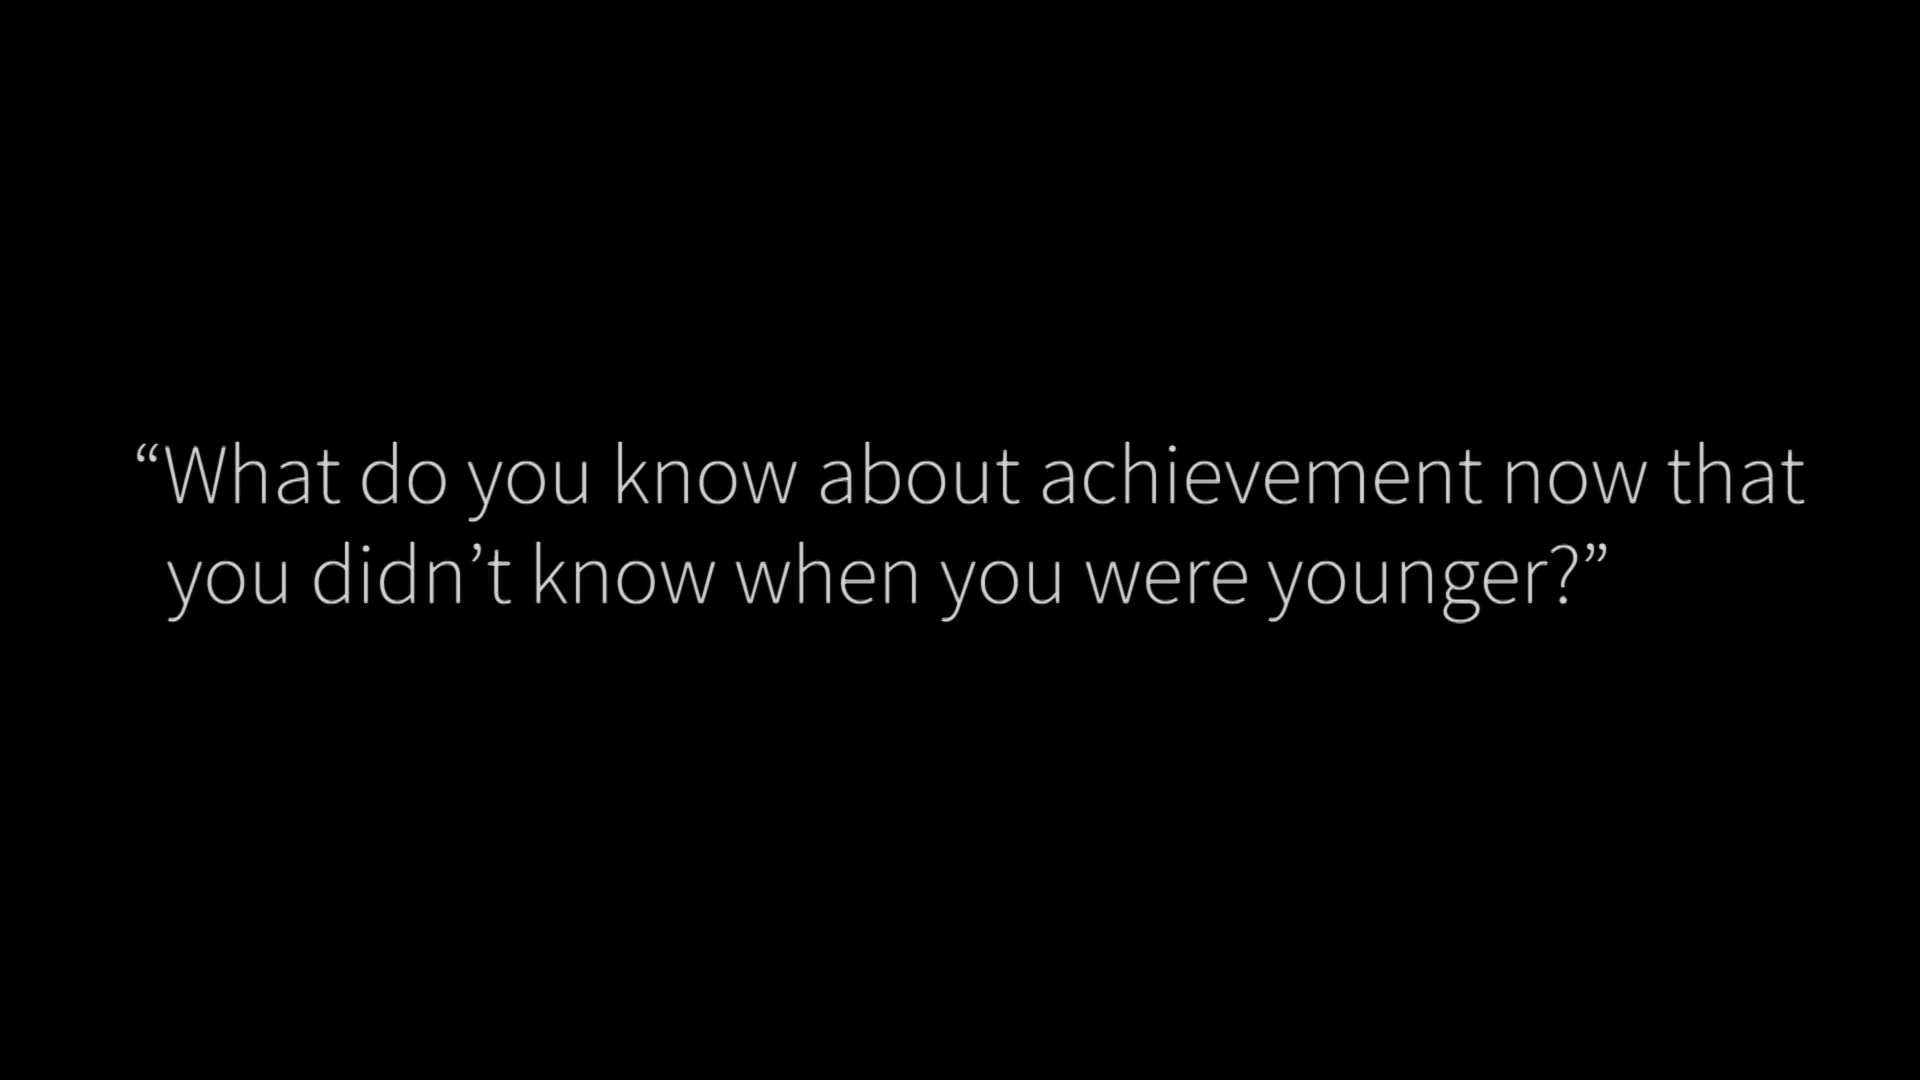 “What do you know about achievement now that
you didn’t know when you were younger?”